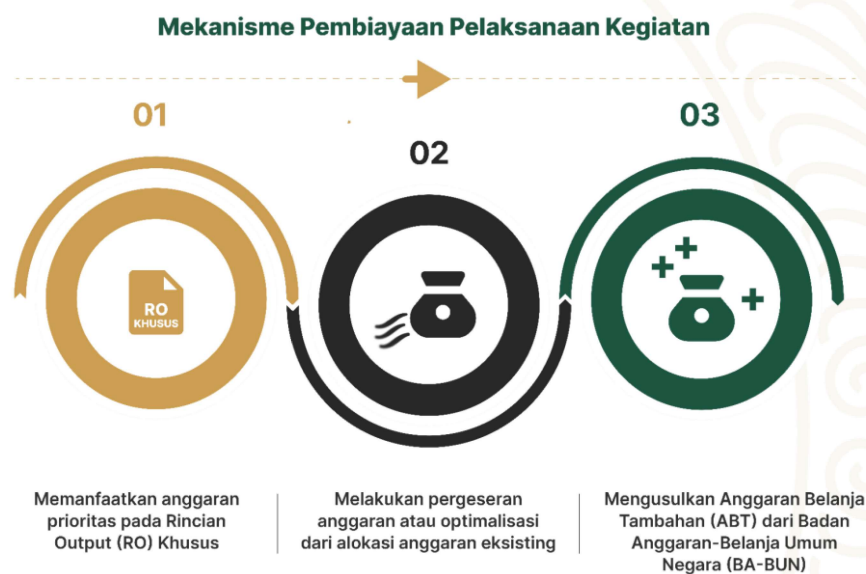 Mekanisme Pembiayaan Pelaksanaan Kegiatan
01
02
03
RO
KHUSUS
Memanfaatkan anggaran
prioritas pada Rincian
Output (RO) Khusus
Melakukan pergeseran
anggaran atau optimalisasi
dari alokasi anggaran eksisting
Mengusulkan Anggaran Belanja
Tambahan (ABT) dari Badan
Anggaran-Belanja Umum
Negara (BA-BUN)